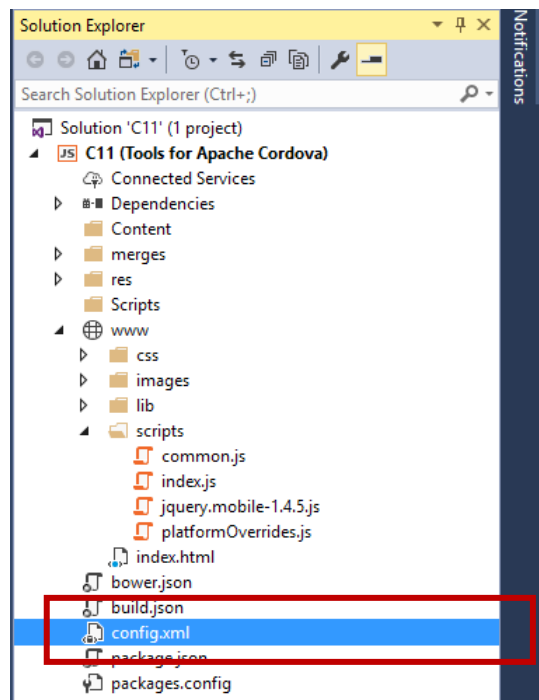 Solution Explorer
Notifications
Search Solution Explorer (Ctrl+;)
Solution 'C11' (1 project)
JS C11 (Tools for Apache Cordova)
Connected Services
Dependencies
Content
merges
res
Scripts
www
css
images
lib
scripts
common.js
index.js
jquery.mobile-1.4.5.js
platformOverrides.js
index.html
bower.json
build.json
config.xml
package.json
packages.config